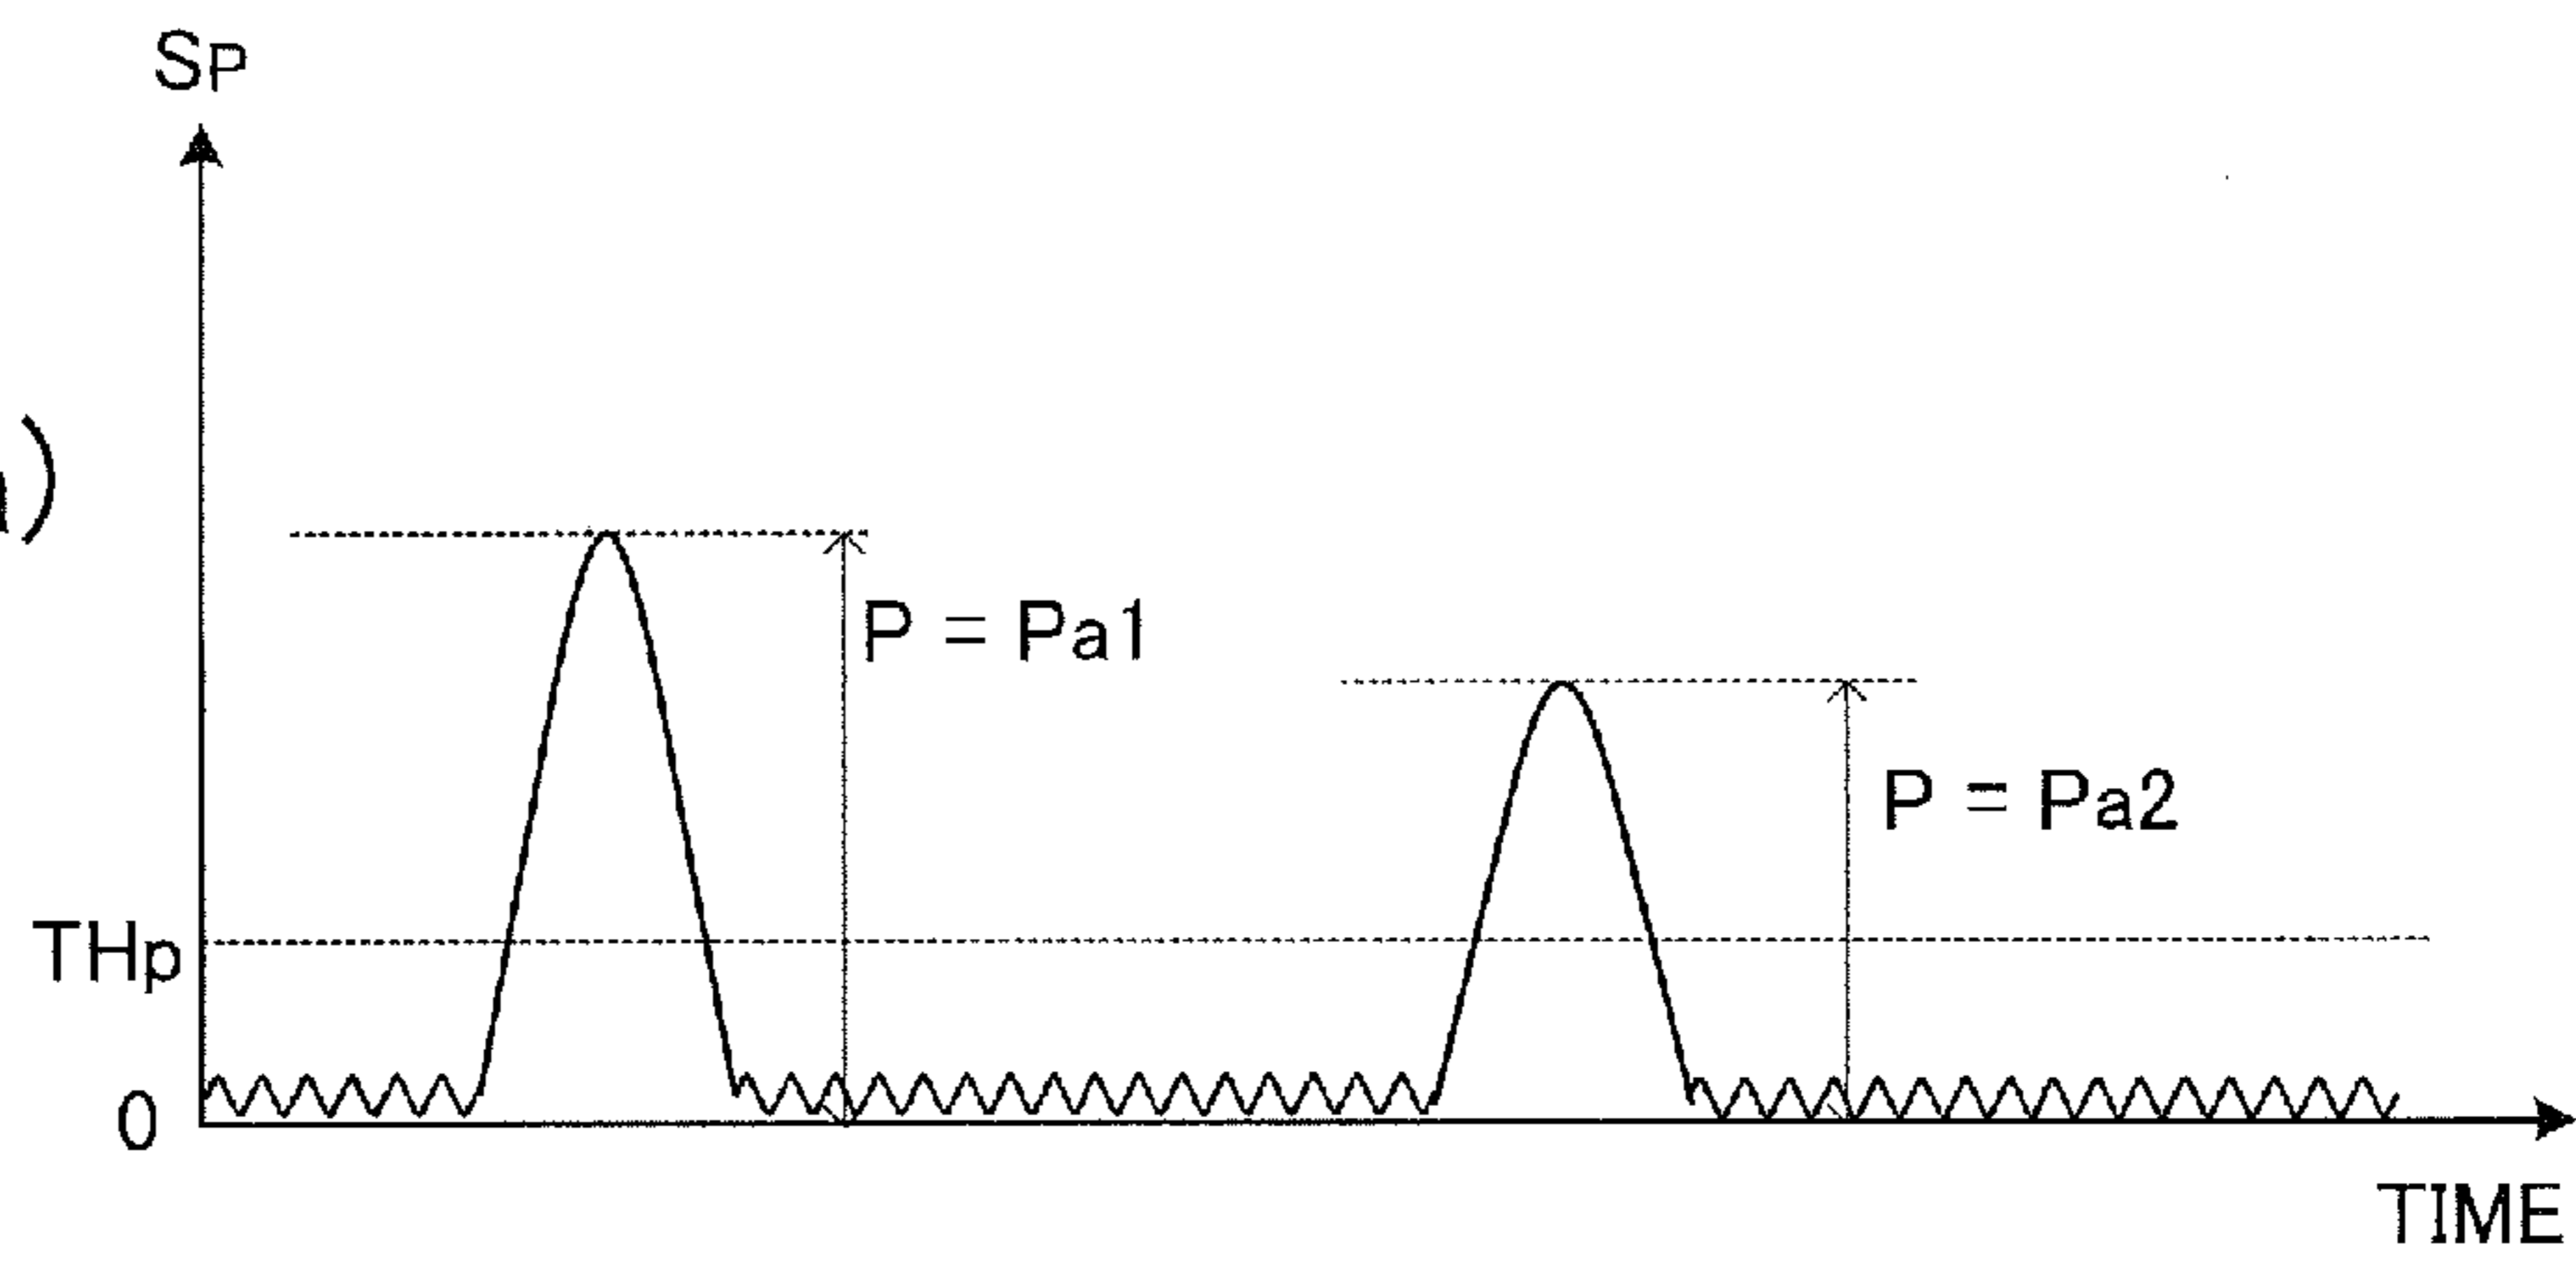 SP
)
P = Pa1
P = Pa2
THp
0
TIME